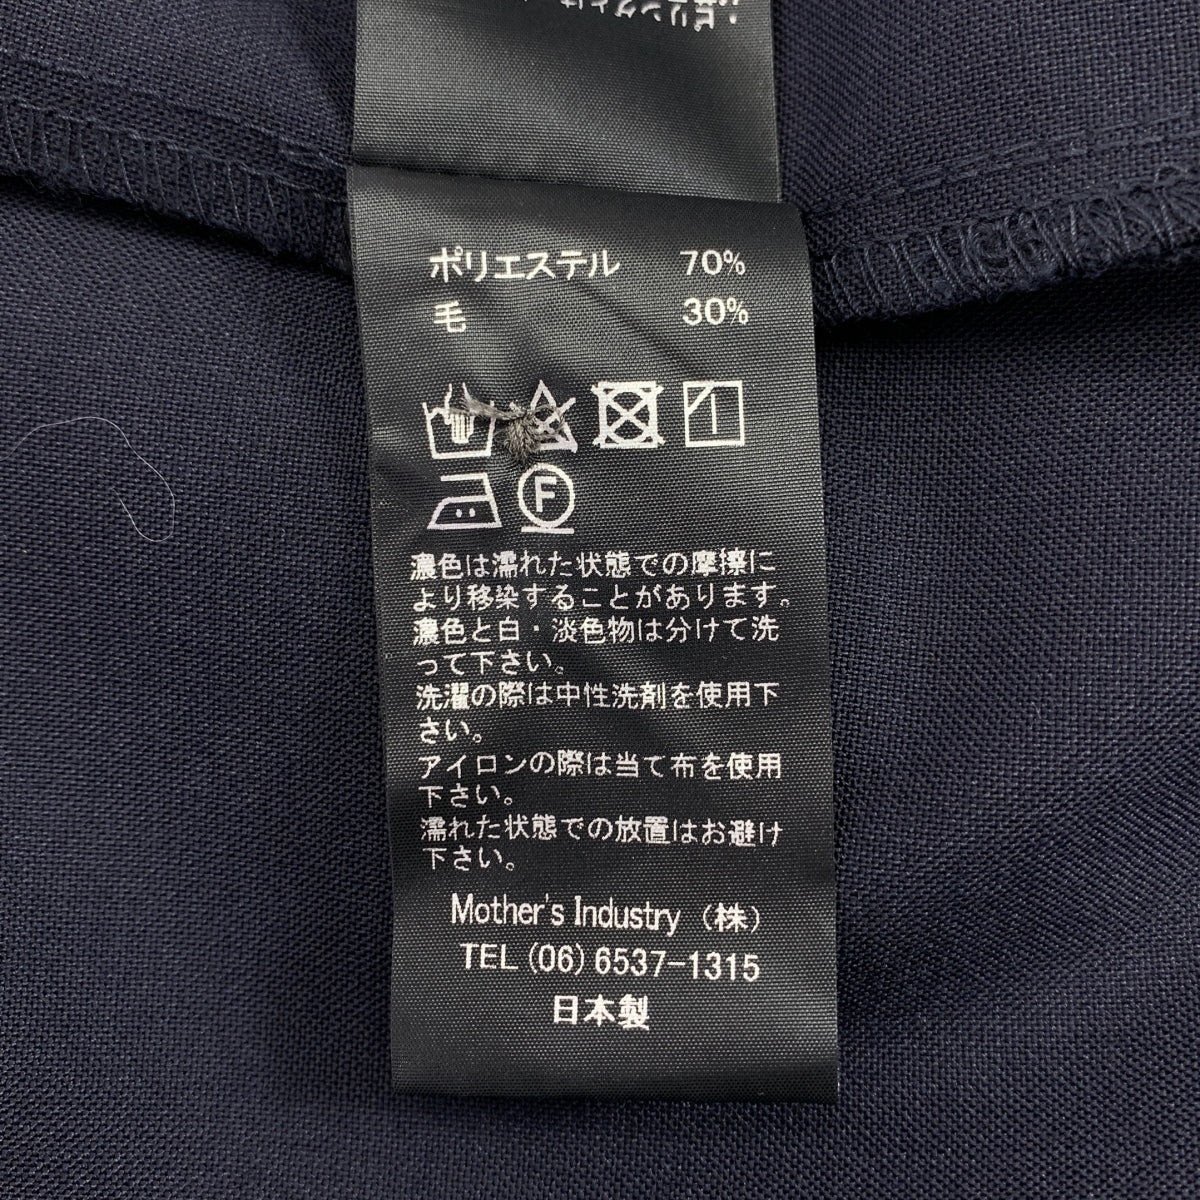 ポリエステル 70%
毛 30%
F
濃色は濡れた状態での摩擦に
より移染することがあります。
濃色と白・淡色物は分けて洗
って下さい。
洗濯の際は中性洗剤を使用下
さい。
アイロンの際は当て布を使用
下さい。
濡れた状態での放置はお避け
下さい。
Mother's Industry (株)
TEL (06) 6537-1315
日本製